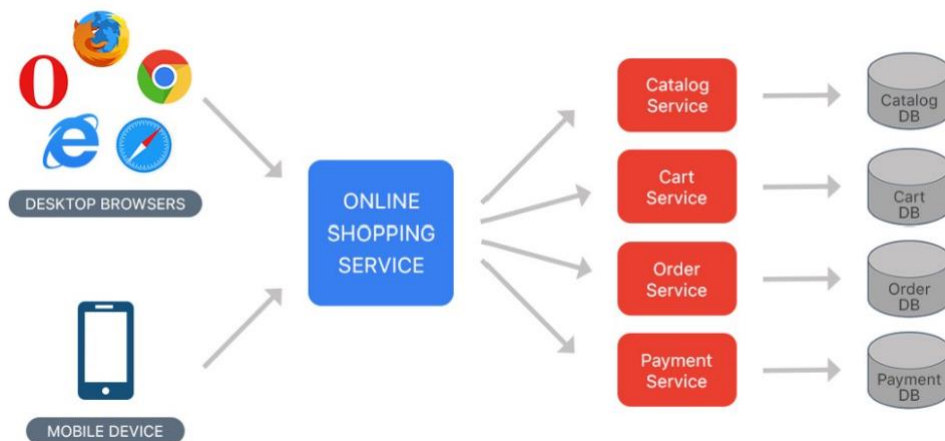 DESKTOP BROWSERS
MOBILE DEVICE
ONLINE
SHOPPING
SERVICE
Catalog
Service
Cart
Service
Order
Service
Payment
Service
Catalog
DB
Cart
DB
Order
DB
Payment
DB